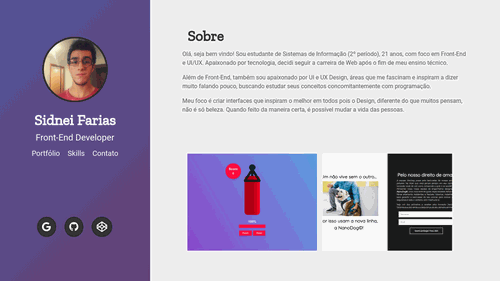 Sidnei Farias
Front-End Developer
Portfólio Skills Contato
Sobre
Olá, seja bem vindo! Sou estudante de Sistemas de Informação (2º período), 21 anos, com foco em Front-End
e UI/UX. Apaixonado por tecnologia, decidi seguir a carreira de Web após o fim de meu ensino técnico.
Além de Front-End, também sou apaixonado por UI e UX Design, áreas que me fascinam e inspiram a dizer
muito falando pouco, buscando estudar seus conceitos concomitantemente com programação.
Meu foco é criar interfaces que inspiram o melhor em todos pois o Design, diferente do que muitos pensam,
não é só beleza. Quando feito da maneira certa, é possível mudar a vida das pessoas.
m não vive sem o outro..
or isso usam a nova linha,
a NanoDog©!
Pelo nosso direito de ama